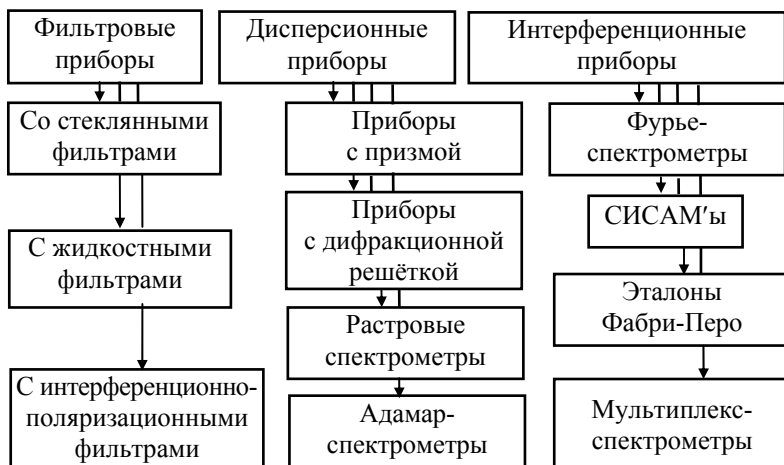 Фильтровые
приборы
Дисперсионные
приборы
Интерференционные
приборы
Со стеклянными
фильтрами
Приборы
с призмой
Фурье-
спектрометры
С жидкостными
фильтрами
Приборы
с дифракционной
решёткой
СИСАМ′ы
Эталоны
Фабри-Перо
С интерференционно-
поляризационными
фильтрами
Растровые
спектрометры
Адамар-
спектрометры
Мультиплекс-
спектрометры